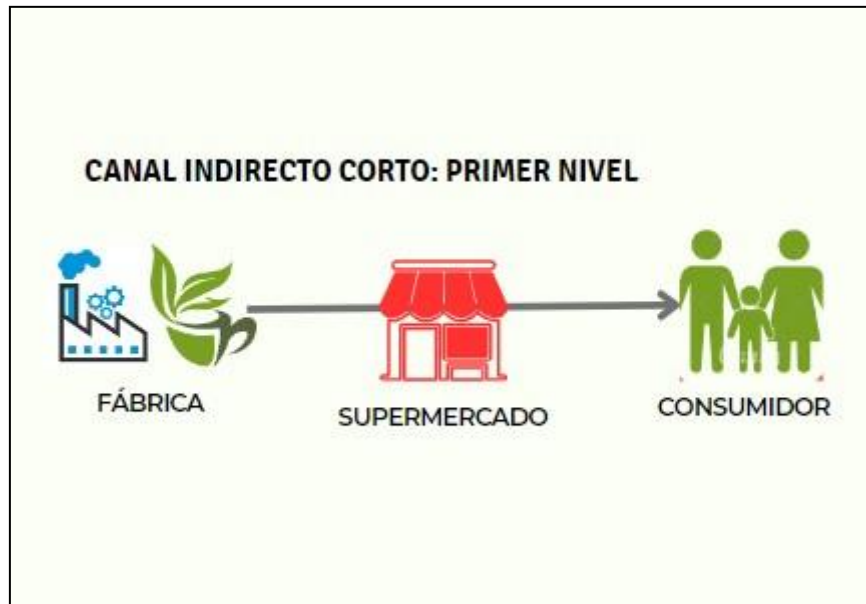 CANAL INDIRECTO CORTO: PRIMER NIVEL
FÁBRICA
SUPERMERCADO
CONSUMIDOR